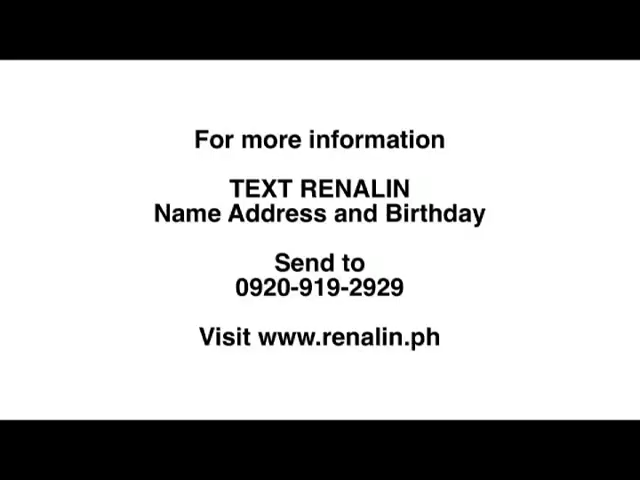 For more information
TEXT RENALIN
Name Address and Birthday
Send to
0920-919-2929
Visit www.renalin.ph